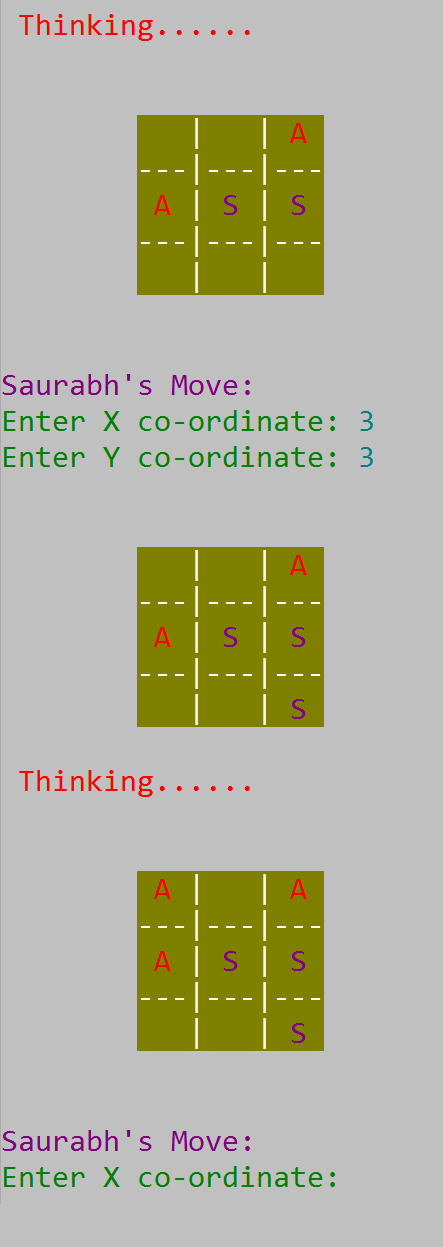 Thinking......
| | A
--- | --- | ---
A | S | S
--- | --- | ---
| |
Saurabh's Move:
Enter X co-ordinate: 3
Enter Y co-ordinate: 3
| | A
--- | --- | ---
A | S | S
--- | --- | ---
| | S
Thinking......
A | | A
--- | --- | ---
A | S | S
--- | --- | ---
| | S
Saurabh's Move:
Enter X co-ordinate: